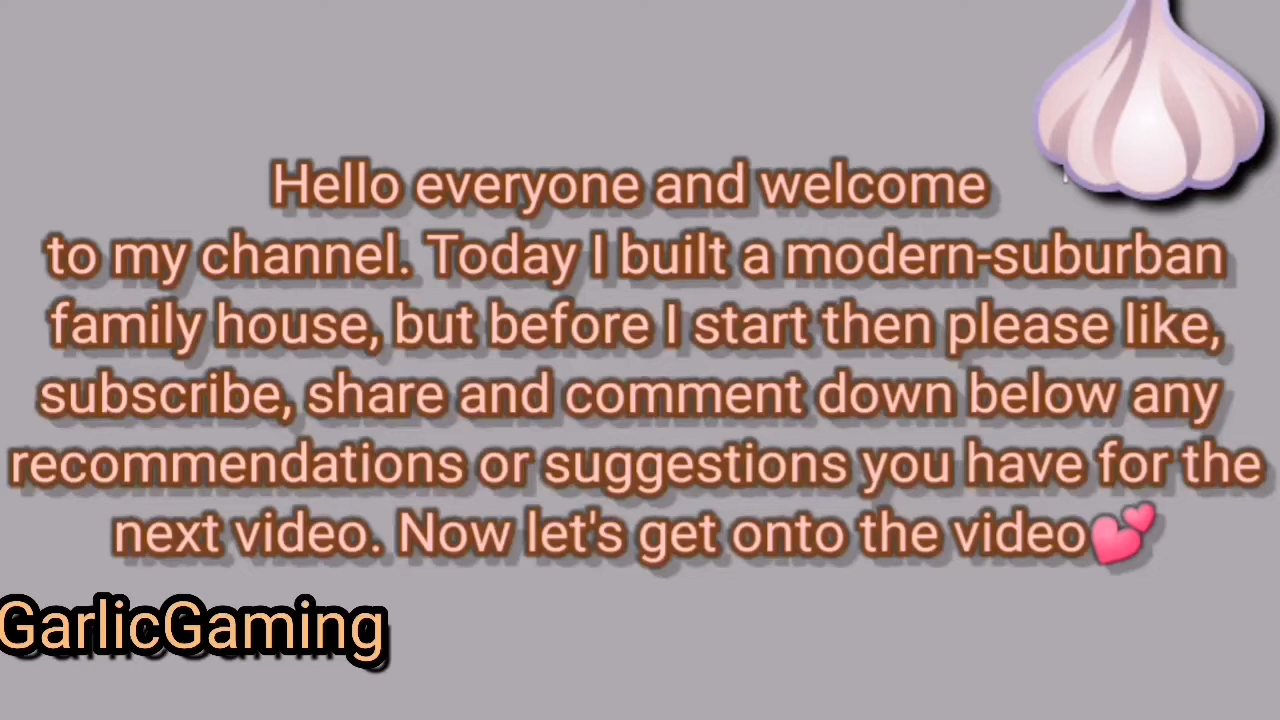 Hello everyone and welcome
to my channel. Today I built a modern-suburban
family house, but before I start then please like,
subscribe, share and comment down below any
recommendations or suggestions you have for the
next video. Now let's get onto the video💕
GarlicGaming